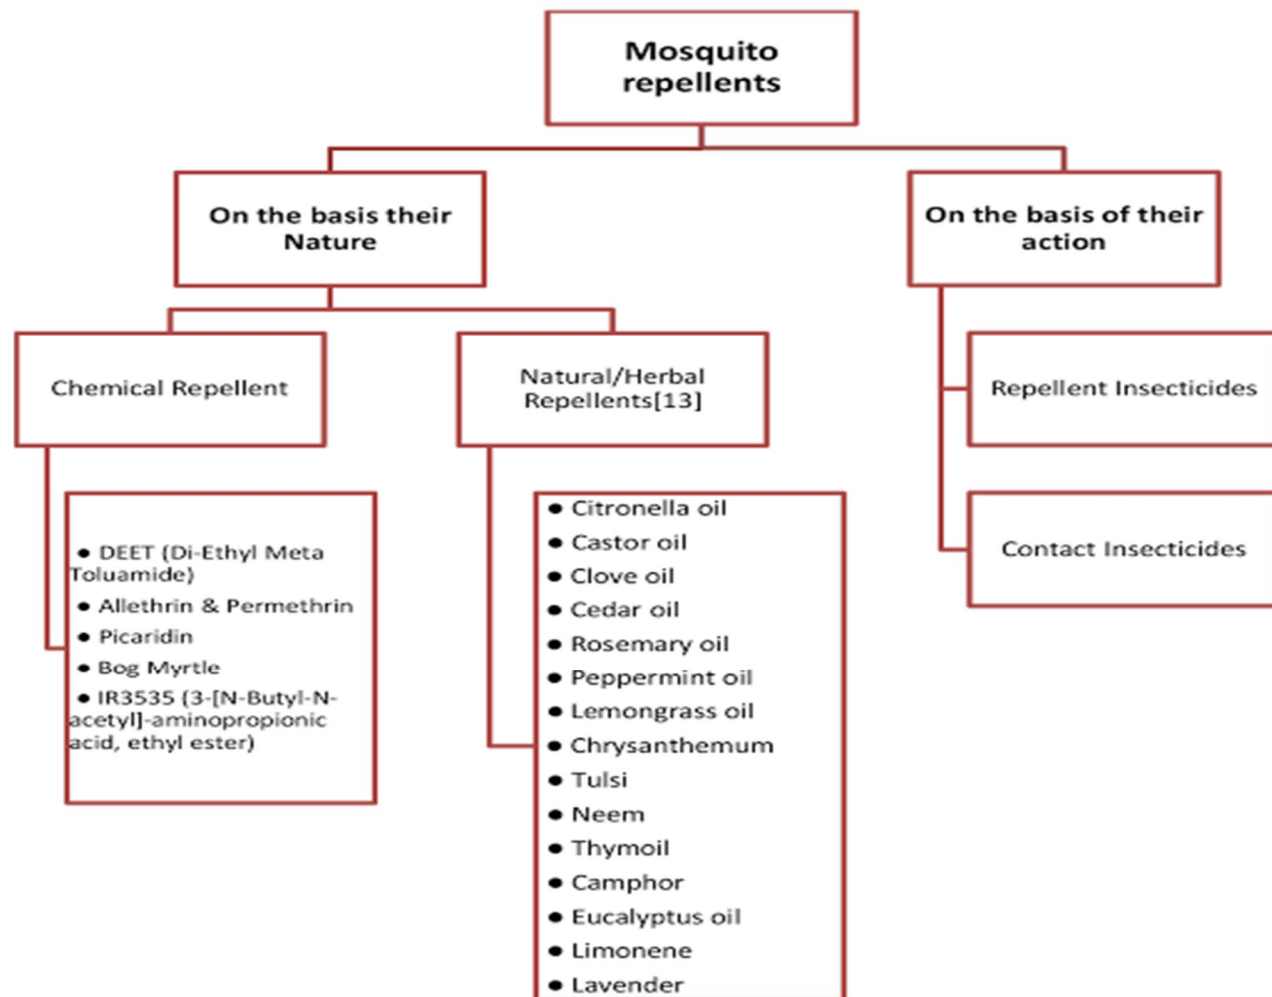 Mosquito
repellents
On the basis their
Nature
On the basis of their
action
Chemical Repellent
Natural/Herbal
Repellents[13]
Repellent Insecticides
Contact Insecticides
● DEET (Di-Ethyl Meta
Toluamide)
● Allethrin & Permethrin
● Picaridin
● Bog Myrtle
● IR3535 (3-[N-Butyl-N-
acetyl]-aminopropionic
acid, ethyl ester)
● Citronella oil
● Castor oil
● Clove oil
● Cedar oil
● Rosemary oil
● Peppermint oil
● Lemongrass oil
● Chrysanthemum
● Tulsi
● Neem
● Thymoil
● Camphor
● Eucalyptus oil
● Limonene
● Lavender